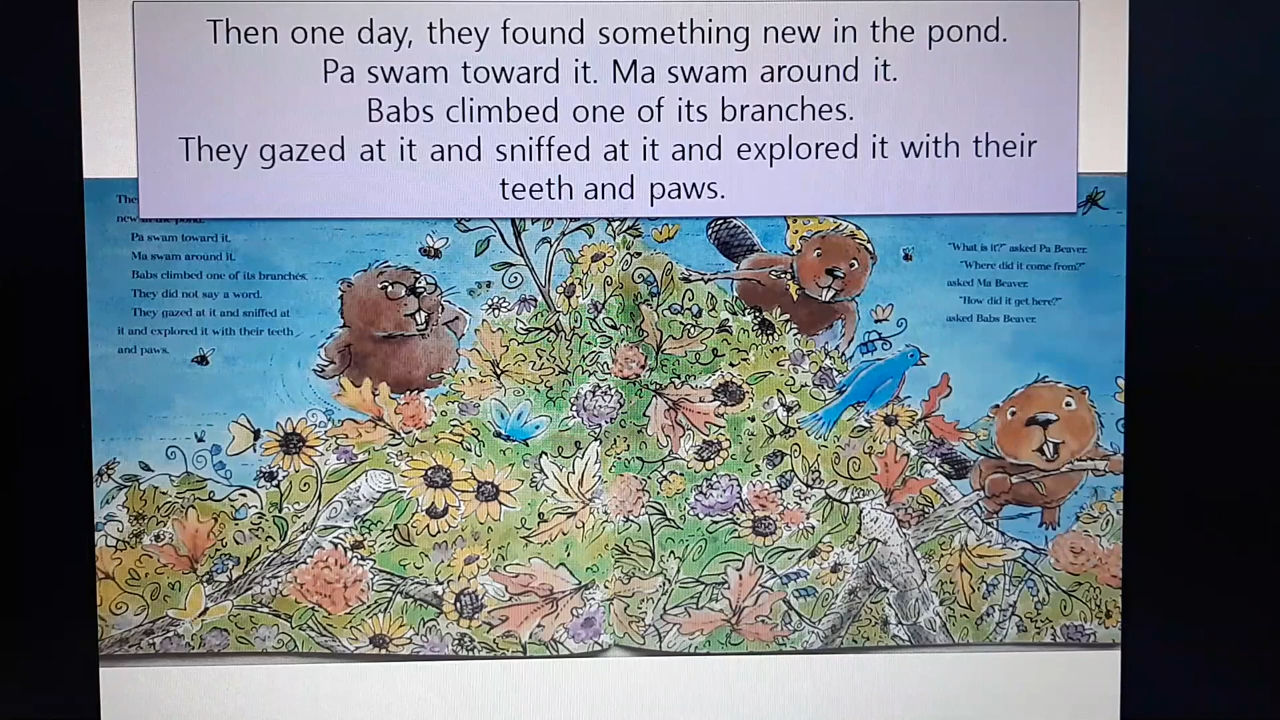 Then one day, they found something new in the pond.
Pa swam toward it. Ma swam around it.
Babs climbed one of its branches.
They gazed at it and sniffed at it and explored it with their
teeth and paws.
The
new in the pond.
Pa swam toward it.
Ma swam around it.
Babs climbed one of its branches.
They did not say a word.
They gazed at it and sniffed at
it and explored it with their teeth
and paws.
"What is it?" asked Pa Beaver.
"Where did it come from?"
asked Ma Beaver.
"How did it get here?"
asked Babs Beaver.